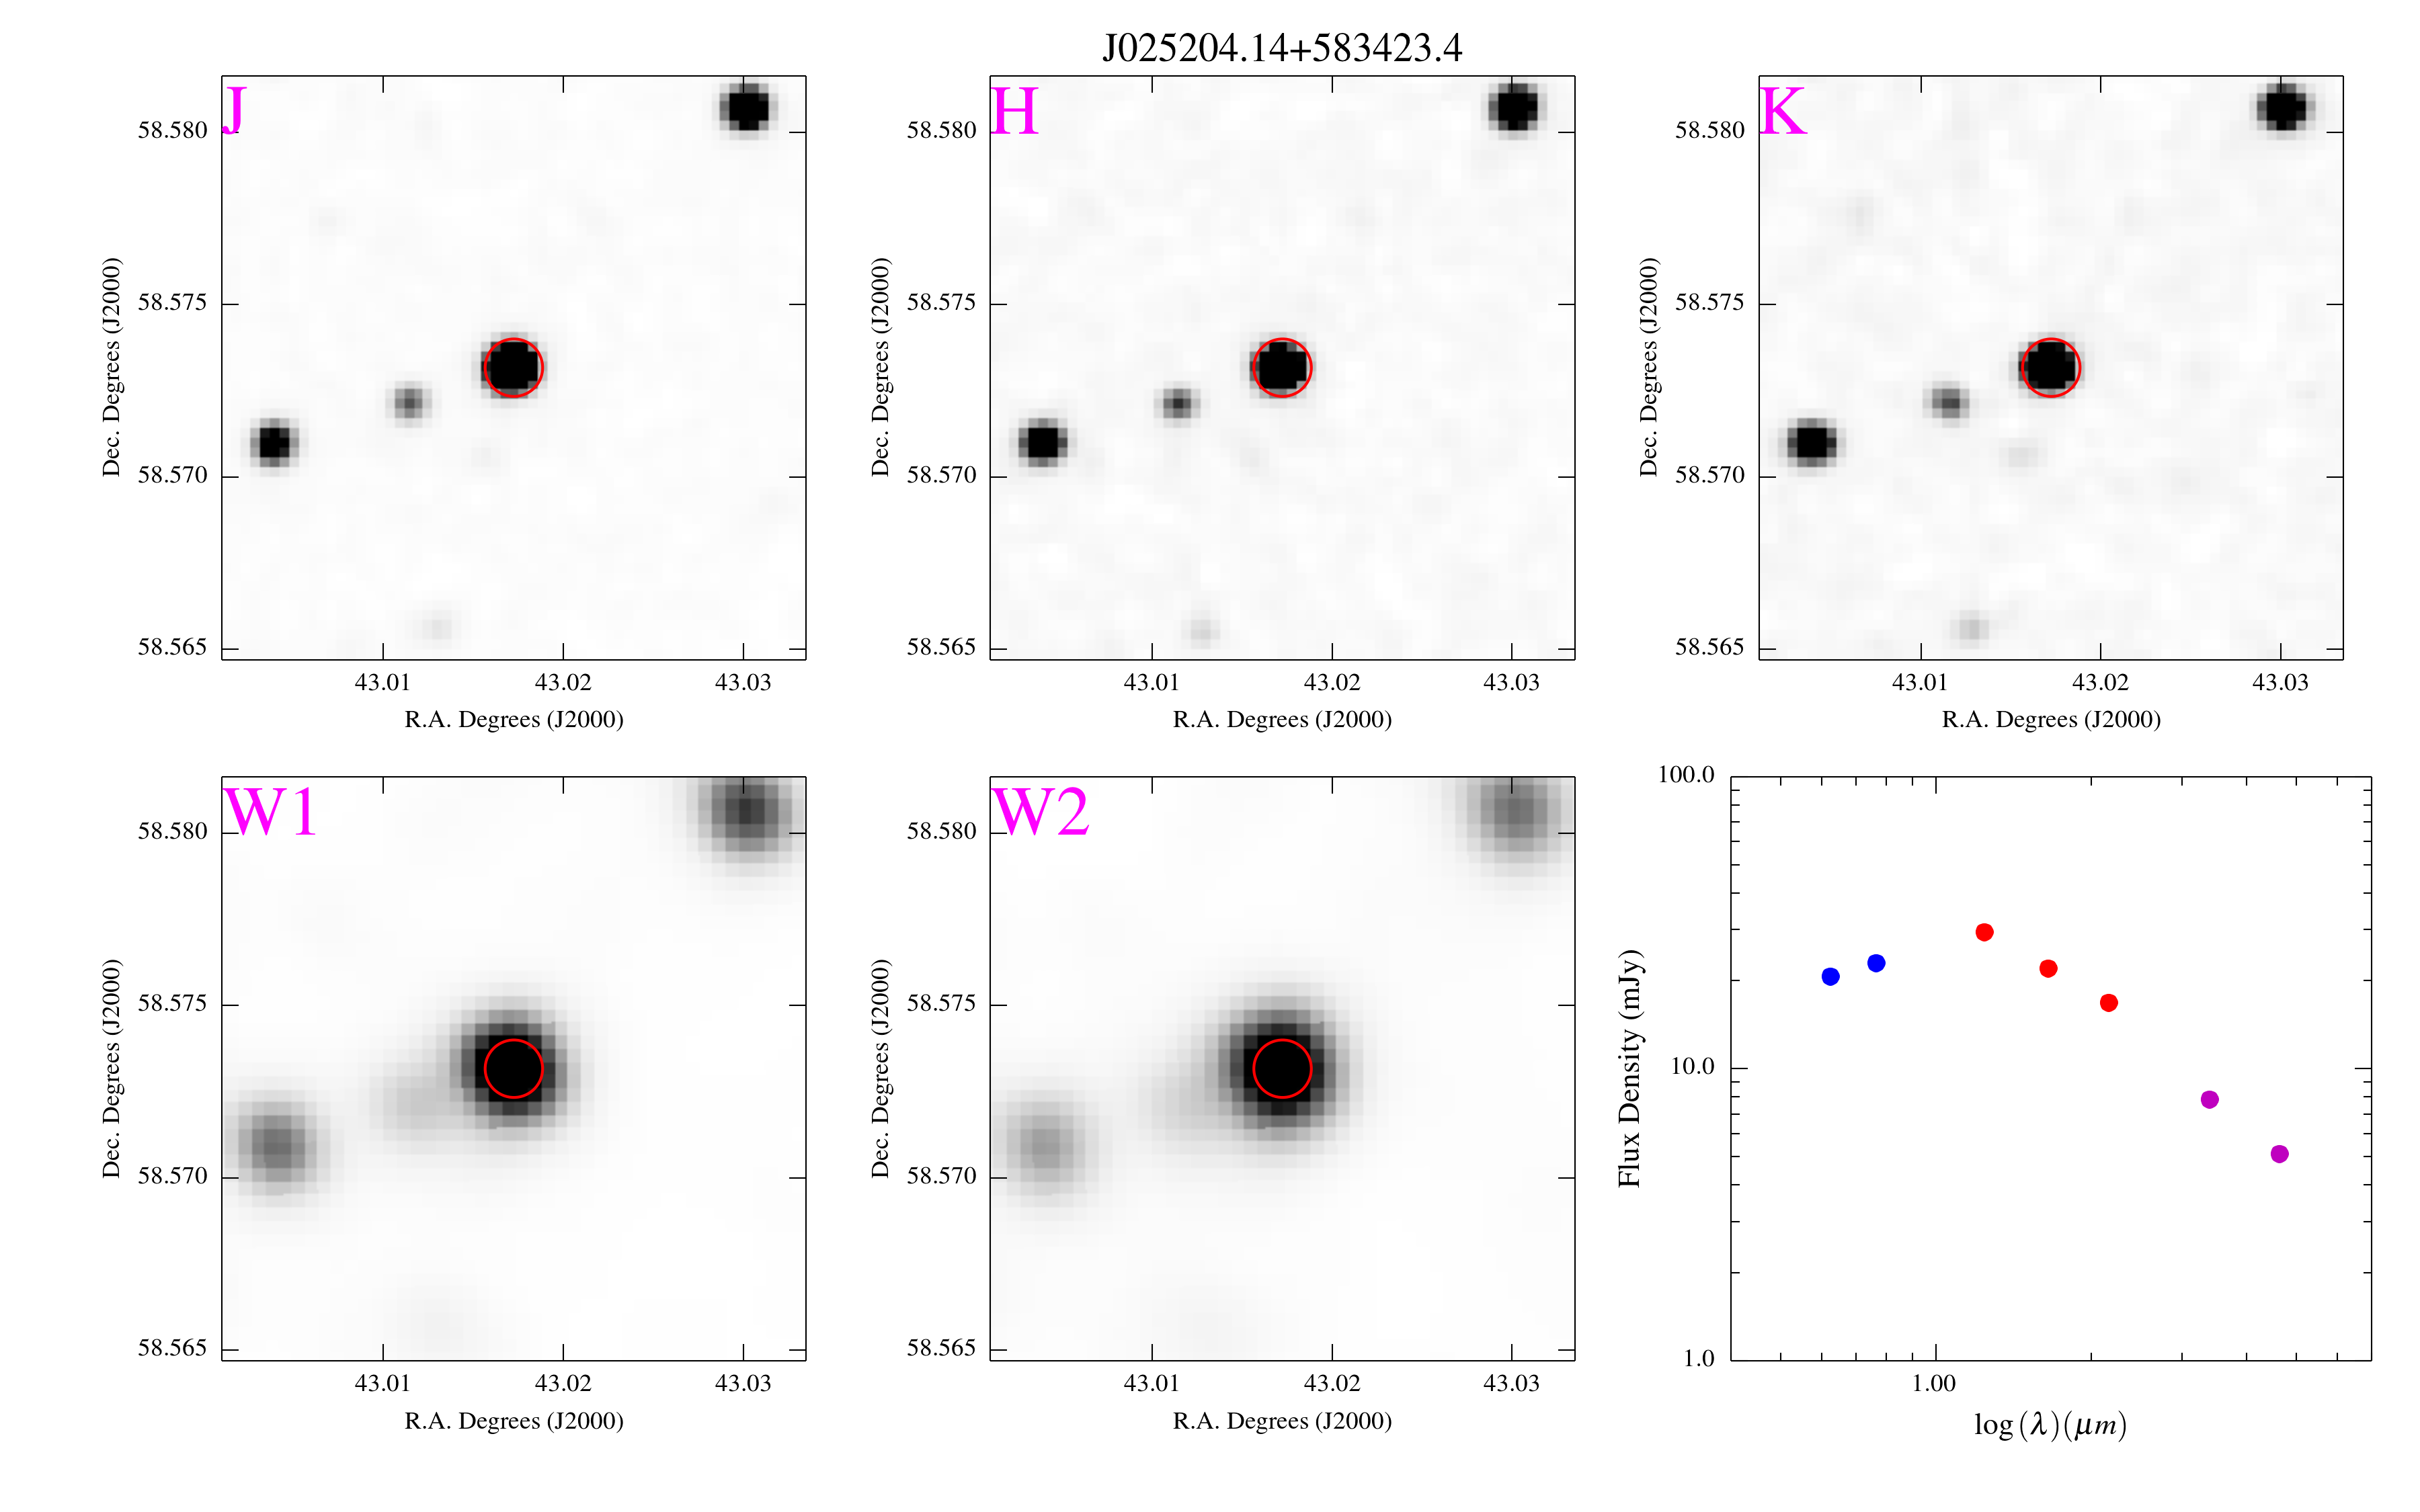 J025204.14+583423.4
J
58.580
58.575
58.570
58.565
Dec. Degrees (J2000)
43.01 43.02 43.03
R.A. Degrees (J2000)
H
58.580
58.575
58.570
58.565
Dec. Degrees (J2000)
43.01 43.02 43.03
R.A. Degrees (J2000)
K
58.580
58.575
58.570
58.565
Dec. Degrees (J2000)
43.01 43.02 43.03
R.A. Degrees (J2000)
W1
58.580
58.575
58.570
58.565
Dec. Degrees (J2000)
43.01 43.02 43.03
R.A. Degrees (J2000)
W2
58.580
58.575
58.570
58.565
Dec. Degrees (J2000)
43.01 43.02 43.03
R.A. Degrees (J2000)
100.0
10.0
1.0
Flux Density (mJy)
1.00
log(λ)(μm)